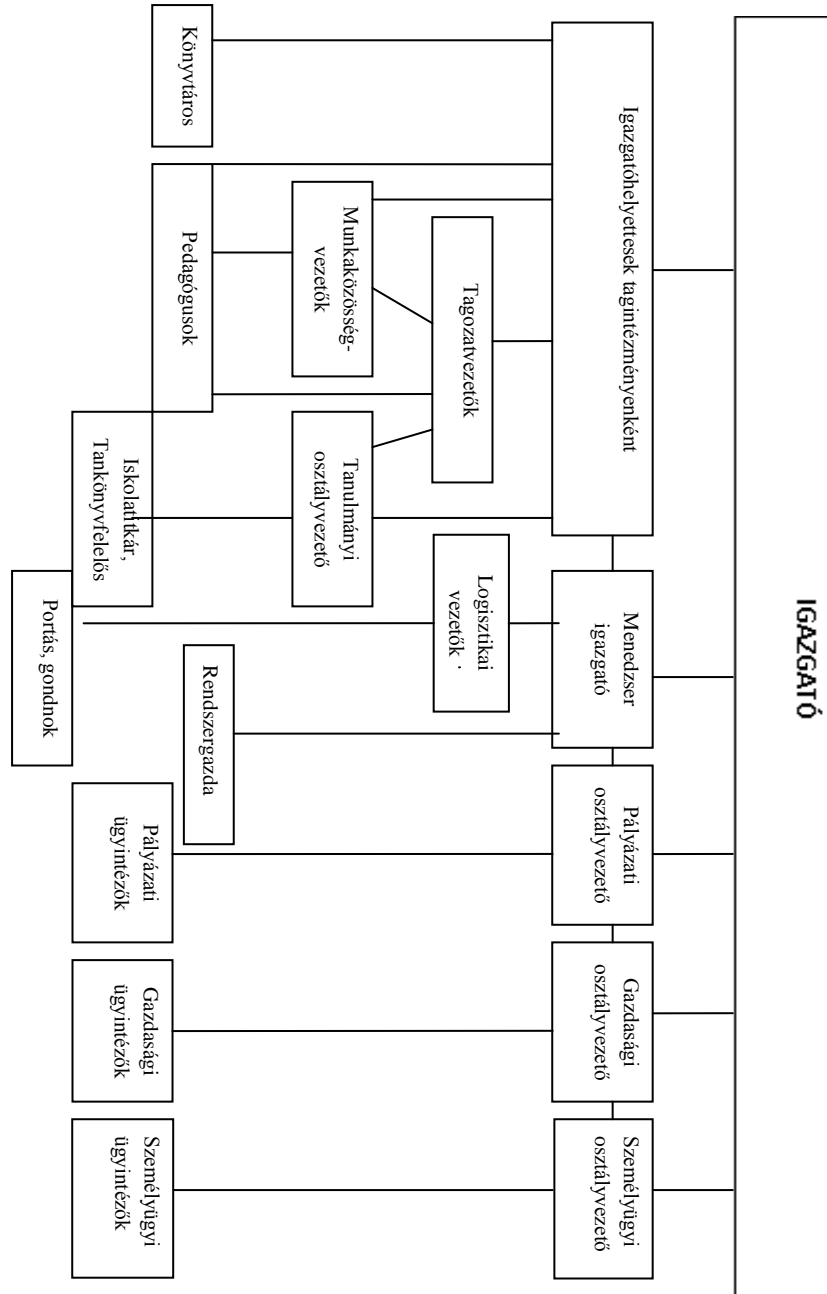 IGAZGATÓ
Igazgatóhelyettesek tagintézményenként
Menedzser
igazgató
Pályázati
osztályvezető
Gazdasági
osztályvezető
Személyügyi
osztályvezető
Tagozatvezetők
Logisztikai
vezetők
Munkaközösség-
vezetők
Tanulmányi
osztályvezető
Könyvtáros
Pedagógusok
Rendszergazda
Iskolatitkár,
Tankönyvfelelős
Pályázati
ügyintézők
Gazdasági
ügyintézők
Személyügyi
ügyintézők
Portás, gondnok